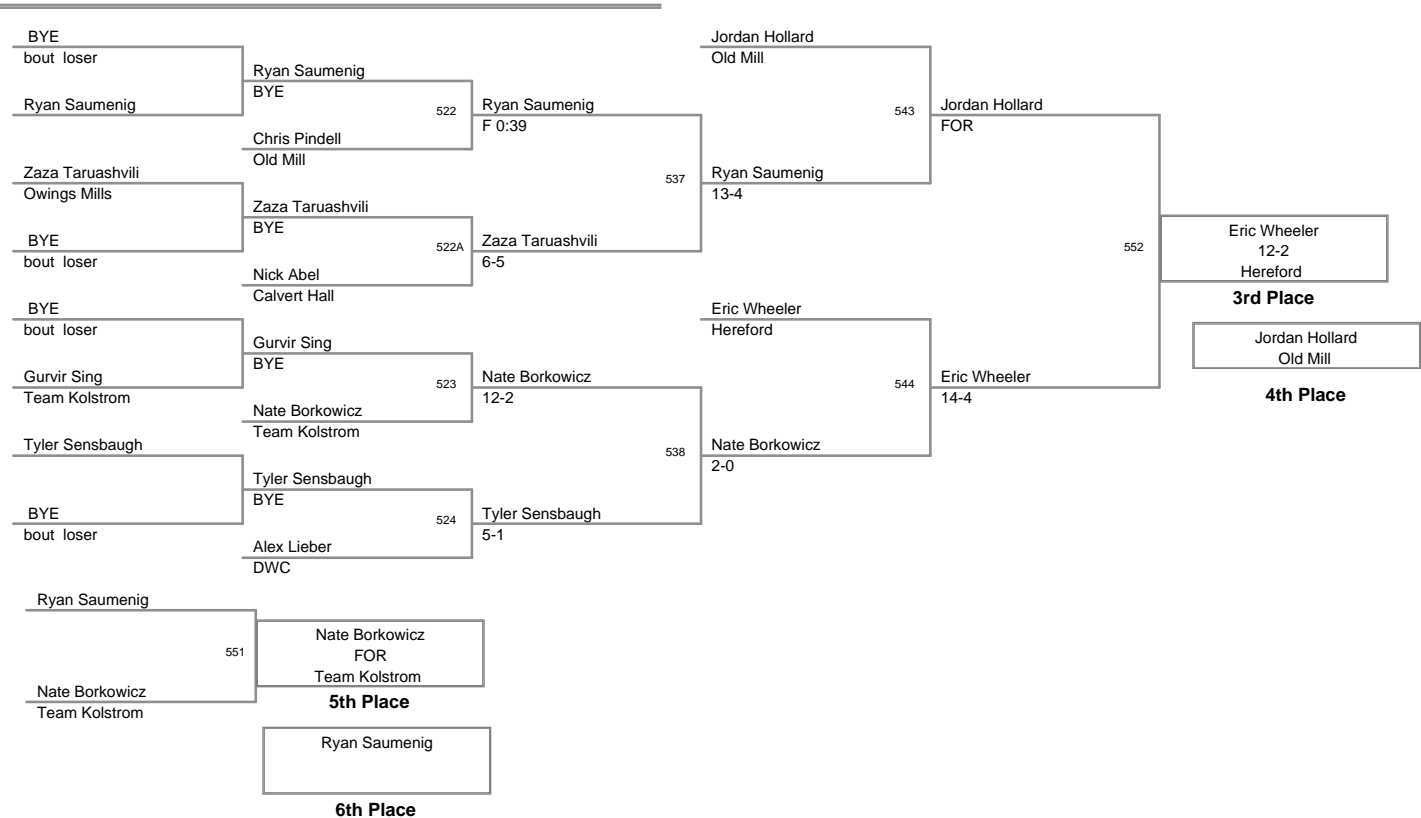 BYE
bout loser
Ryan Saumenig
Zaza Taruashvili
Owings Mills
BYE
bout loser
BYE
bout loser
Gurvir Sing
Team Kolstrom
Tyler Sensbaugh
BYE
bout loser
Ryan Saumenig
BYE
522
Chris Pindell
Old Mill
Zaza Taruashvili
BYE
522A
Nick Abel
Calvert Hall
Gurvir Sing
BYE
523
Nate Borkowicz
Team Kolstrom
Tyler Sensbaugh
BYE
524
Alex Lieber
DWC
Ryan Saumenig
F 0:39
537
Zaza Taruashvili
6-5
Nate Borkowicz
12-2
538
Tyler Sensbaugh
5-1
Jordan Hollard
Old Mill
543
Ryan Saumenig
13-4
Eric Wheeler
Hereford
544
Nate Borkowicz
2-0
Jordan Hollard
FOR
552
Eric Wheeler
14-4
Eric Wheeler
12-2
Hereford
3rd Place
Jordan Hollard
Old Mill
4th Place
Ryan Saumenig
551
Nate Borkowicz
Team Kolstrom
Nate Borkowicz
FOR
Team Kolstrom
5th Place
Ryan Saumenig
6th Place